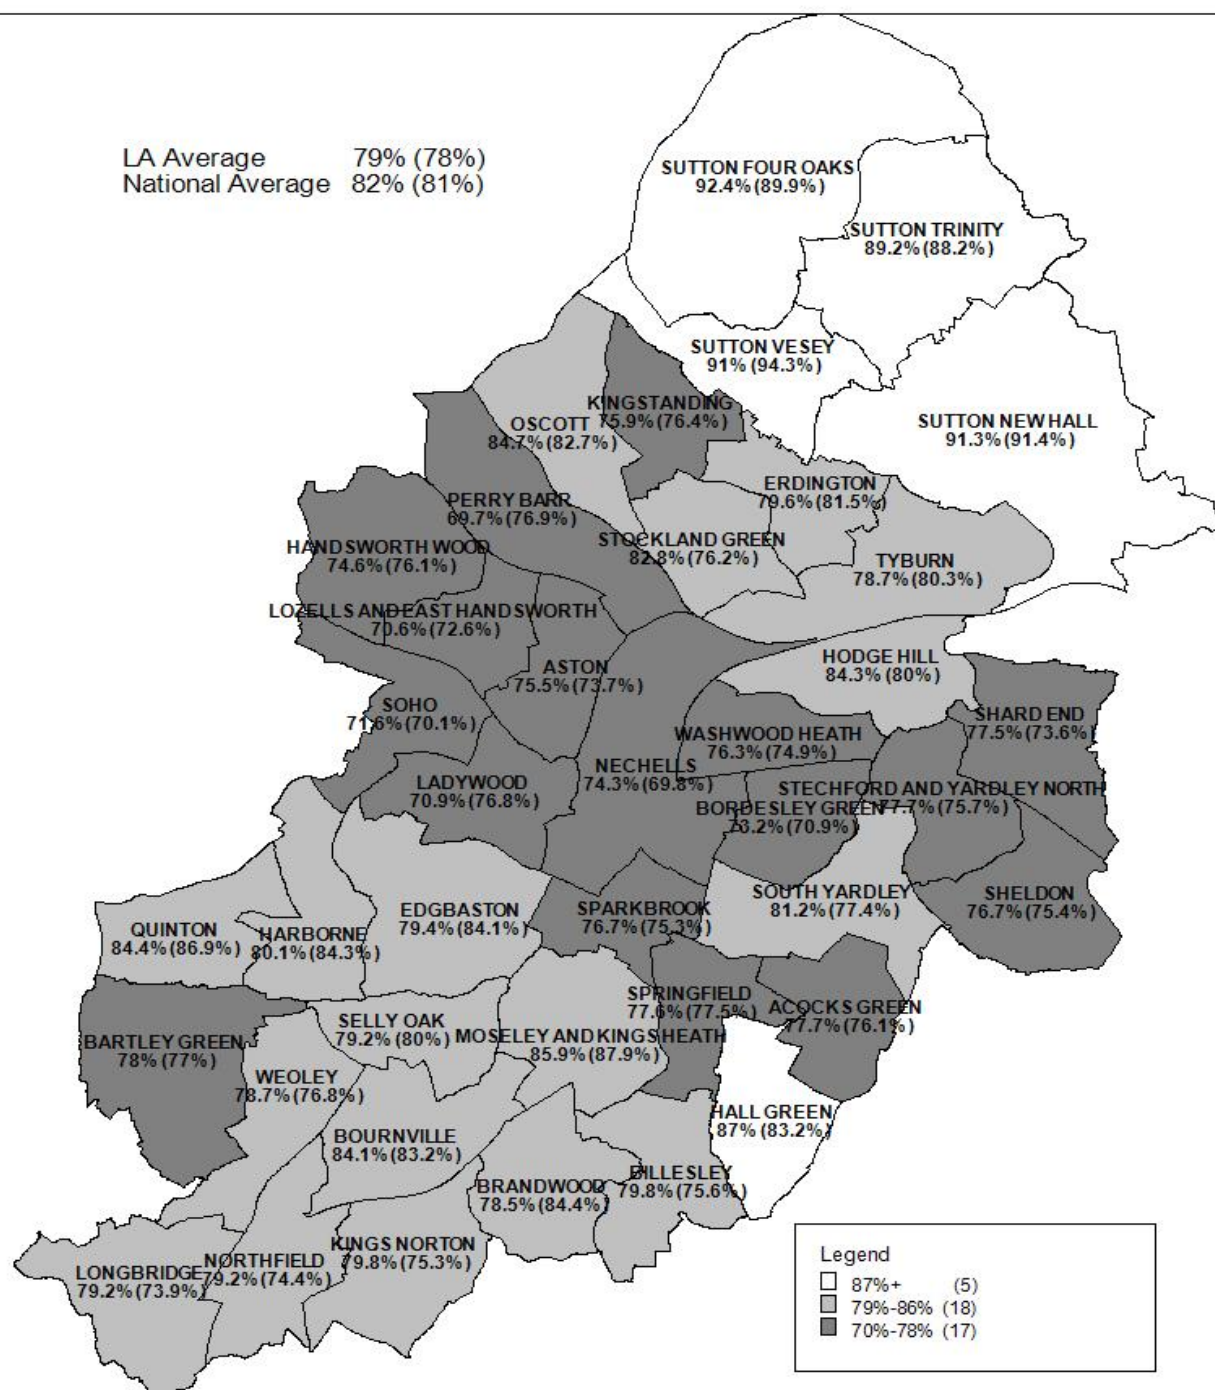 LA Average 79% (78%)
National Average 82% (81%)
SUTTON FOUR OAKS
92.4% (89.9%)
SUTTON TRINITY
89.2% (88.2%)
SUTTON VESEY
91% (94.3%)
SUTTON NEW HALL
91.3% (91.4%)
KINGSTANDING
75.9% (76.4%)
OSCOTT
84.7% (82.7%)
ERDINGTON
79.6% (81.5%)
PERRY BARR
69.7% (76.9%)
STOCKLAND GREEN
82.8% (76.2%)
HANDSWORTH WOOD
74.6% (76.1%)
TYBURN
78.7% (80.3%)
LOZELLS AND EAST HANDSWORTH
70.6% (72.6%)
HODGE HILL
84.3% (80%)
ASTON
75.5% (73.7%)
SOHO
71.6% (70.1%)
SHARD END
77.5% (73.6%)
WASHWOOD HEATH
76.3% (74.9%)
NECHELLS
74.3% (69.8%)
LADYWOOD
70.9% (76.8%)
STECHFORD AND YARDLEY NORTH
77.7% (75.7%)
BORDESLEY GREEN
73.2% (70.9%)
SOUTH YARDLEY
81.2% (77.4%)
SHELDON
76.7% (75.4%)
EDGBASTON
79.4% (84.1%)
SPARKBROOK
76.7% (75.3%)
QUINTON
84.4% (86.9%)
HARBORNE
80.1% (84.3%)
SPRINGFIELD
77.6% (77.5%)
ACOCKS GREEN
77.7% (76.1%)
SELLY OAK
79.2% (80%)
MOSELEY AND KINGS HEATH
85.9% (87.9%)
BARTLEY GREEN
78% (77%)
WEOLEY
78.7% (76.8%)
HALL GREEN
87% (83.2%)
BOURNVILLE
84.1% (83.2%)
BILLESLEY
79.8% (75.6%)
BRANDWOOD
78.5% (84.4%)
KINGS NORTON
79.8% (75.3%)
NORTHFIELD
79.2% (74.4%)
LONGBRIDGE
79.2% (73.9%)
Legend
87%+ (5)
79%-86% (18)
70%-78% (17)